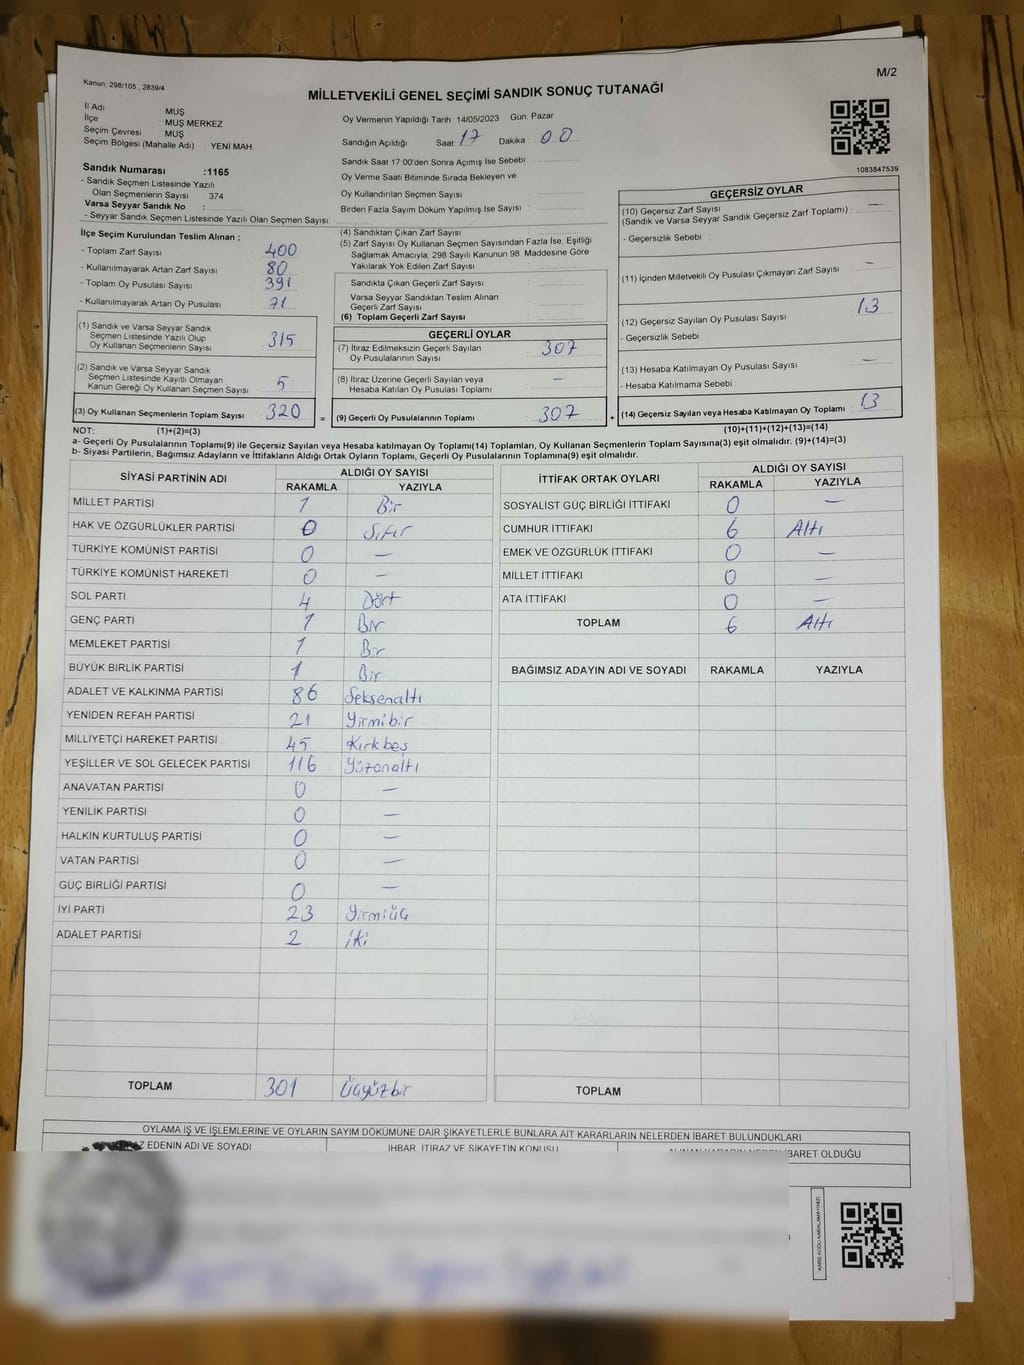 M/2
Kanun: 298/105 , 2839/4
MİLLETVEKİLİ GENEL SEÇİMİ SANDIK SONUÇ TUTANAĞI
İl Adı : MUŞ
İlçe : MUŞ MERKEZ
Seçim Çevresi : MUŞ
Seçim Bölgesi (Mahalle Adı) : YENİ MAH.
Sandık Numarası :1165
- Sandık Seçmen Listesinde Yazılı
Olan Seçmenlerin Sayısı : 374
Varsa Seyyar Sandık No :
- Seyyar Sandık Seçmen Listesinde Yazılı Olan Seçmen Sayısı:
Oy Vermenin Yapıldığı Tarih :14/05/2023 Gün: Pazar
Sandığın Açıldığı Saat: 17 Dakika: 00
Sandık Saat 17:00'den Sonra Açılmış İse Sebebi :
Oy Verme Saati Bitiminde Sırada Bekleyen ve
Oy Kullandırılan Seçmen Sayısı :
Birden Fazla Sayım Döküm Yapılmış İse Sayısı :
1083847539
İlçe Seçim Kurulundan Teslim Alınan ;
- Toplam Zarf Sayısı : 400
- Kullanılmayarak Artan Zarf Sayısı : 80
- Toplam Oy Pusulası Sayısı : 391
- Kullanılmayarak Artan Oy Pusulası : 71
(1) Sandık ve Varsa Seyyar Sandık
Seçmen Listesinde Yazılı Olup
Oy Kullanan Seçmenlerin Sayısı : 315
(2) Sandık ve Varsa Seyyar Sandık
Seçmen Listesinde Kayıtlı Olmayan
Kanun Gereği Oy Kullanan Seçmen Sayısı : 5
(3) Oy Kullanan Seçmenlerin Toplam Sayısı : 320 =
(4) Sandıktan Çıkan Zarf Sayısı :
(5) Zarf Sayısı Oy Kullanan Seçmen Sayısından Fazla İse, Eşitliği
Sağlamak Amacıyla; 298 Sayılı Kanunun 98. Maddesine Göre
Yakılarak Yok Edilen Zarf Sayısı :
Sandıkta Çıkan Geçerli Zarf Sayısı :
Varsa Seyyar Sandıktan Teslim Alınan
Geçerli Zarf Sayısı :
(6) Toplam Geçerli Zarf Sayısı :
GEÇERLİ OYLAR
(7) İtiraz Edilmeksizin Geçerli Sayılan
Oy Pusulalarının Sayısı : 307
(8) İtiraz Üzerine Geçerli Sayılan veya
Hesaba Katılan Oy Pusulası Toplamı : —
(9) Geçerli Oy Pusulalarının Toplamı : 307 +
GEÇERSİZ OYLAR
(10) Geçersiz Zarf Sayısı
(Sandık ve Varsa Seyyar Sandık Geçersiz Zarf Toplamı) : —
- Geçersizlik Sebebi :
(11) İçinden Milletvekili Oy Pusulası Çıkmayan Zarf Sayısı : —
(12) Geçersiz Sayılan Oy Pusulası Sayısı : 13
- Geçersizlik Sebebi :
(13) Hesaba Katılmayan Oy Pusulası Sayısı : —
- Hesaba Katılmama Sebebi :
(14) Geçersiz Sayılan veya Hesaba Katılmayan Oy Toplamı : 13
NOT: (1)+(2)=(3) (10)+(11)+(12)+(13)=(14)
a- Geçerli Oy Pusulalarının Toplamı(9) ile Geçersiz Sayılan veya Hesaba katılmayan Oy Toplamı(14) Toplamları, Oy Kullanan Seçmenlerin Toplam Sayısına(3) eşit olmalıdır. (9)+(14)=(3)
b- Siyasi Partilerin, Bağımsız Adayların ve İttifakların Aldığı Ortak Oyların Toplamı, Geçerli Oy Pusulalarının Toplamına(9) eşit olmalıdır.
SİYASİ PARTİNİN ADI ALDIĞI OY SAYISI
RAKAMLA YAZIYLA
MİLLET PARTİSİ 1 Bir
HAK VE ÖZGÜRLÜKLER PARTİSİ 0 Sıfır
TÜRKİYE KOMÜNİST PARTİSİ 0 —
TÜRKİYE KOMÜNİST HAREKETİ 0 —
SOL PARTİ 4 Dört
GENÇ PARTİ 1 Bir
MEMLEKET PARTİSİ 1 Bir
BÜYÜK BİRLİK PARTİSİ 1 Bir
ADALET VE KALKINMA PARTİSİ 86 Seksenaltı
YENİDEN REFAH PARTİSİ 21 Yirmibir
MİLLİYETÇİ HAREKET PARTİSİ 45 Kırkbeş
YEŞİLLER VE SOL GELECEK PARTİSİ 116 Yüzonaltı
ANAVATAN PARTİSİ 0 —
YENİLİK PARTİSİ 0 —
HALKIN KURTULUŞ PARTİSİ 0 —
VATAN PARTİSİ 0 —
GÜÇ BİRLİĞİ PARTİSİ 0 —
İYİ PARTİ 23 Yirmiüç
ADALET PARTİSİ 2 İki
TOPLAM 301 Üçyüzbir
İTTİFAK ORTAK OYLARI ALDIĞI OY SAYISI
RAKAMLA YAZIYLA
SOSYALİST GÜÇ BİRLİĞİ İTTİFAKI 0 —
CUMHUR İTTİFAKI 6 Altı
EMEK VE ÖZGÜRLÜK İTTİFAKI 0 —
MİLLET İTTİFAKI 0 —
ATA İTTİFAKI 0 —
TOPLAM 6 Altı
BAĞIMSIZ ADAYIN ADI VE SOYADI RAKAMLA YAZIYLA
TOPLAM
OYLAMA İŞ VE İŞLEMLERİNE VE OYLARIN SAYIM DÖKÜMÜNE DAİR ŞİKAYETLERLE BUNLARA AİT KARARLARIN NELERDEN İBARET BULUNDUKLARI
EDENİN ADI VE SOYADI İHBAR, İTİRAZ VE ŞİKAYETİN KONUSU ALINAN KARARIN NEDEN İBARET OLDUĞU
KARE KODU KARALAMAYINIZ!